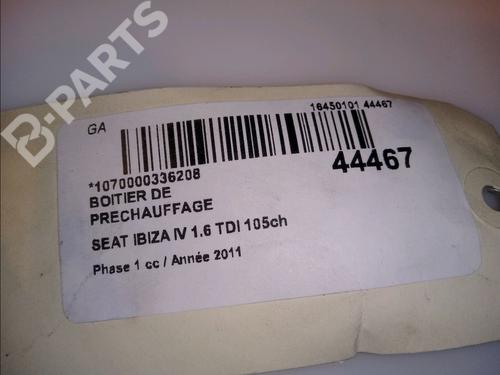 B-PARTS
GA
16450101 44467
*1070000336208
44467
BOITIER DE
PRECHAUFFAGE
SEAT IBIZA IV 1.6 TDI 105ch
Phase 1 cc / Année 2011